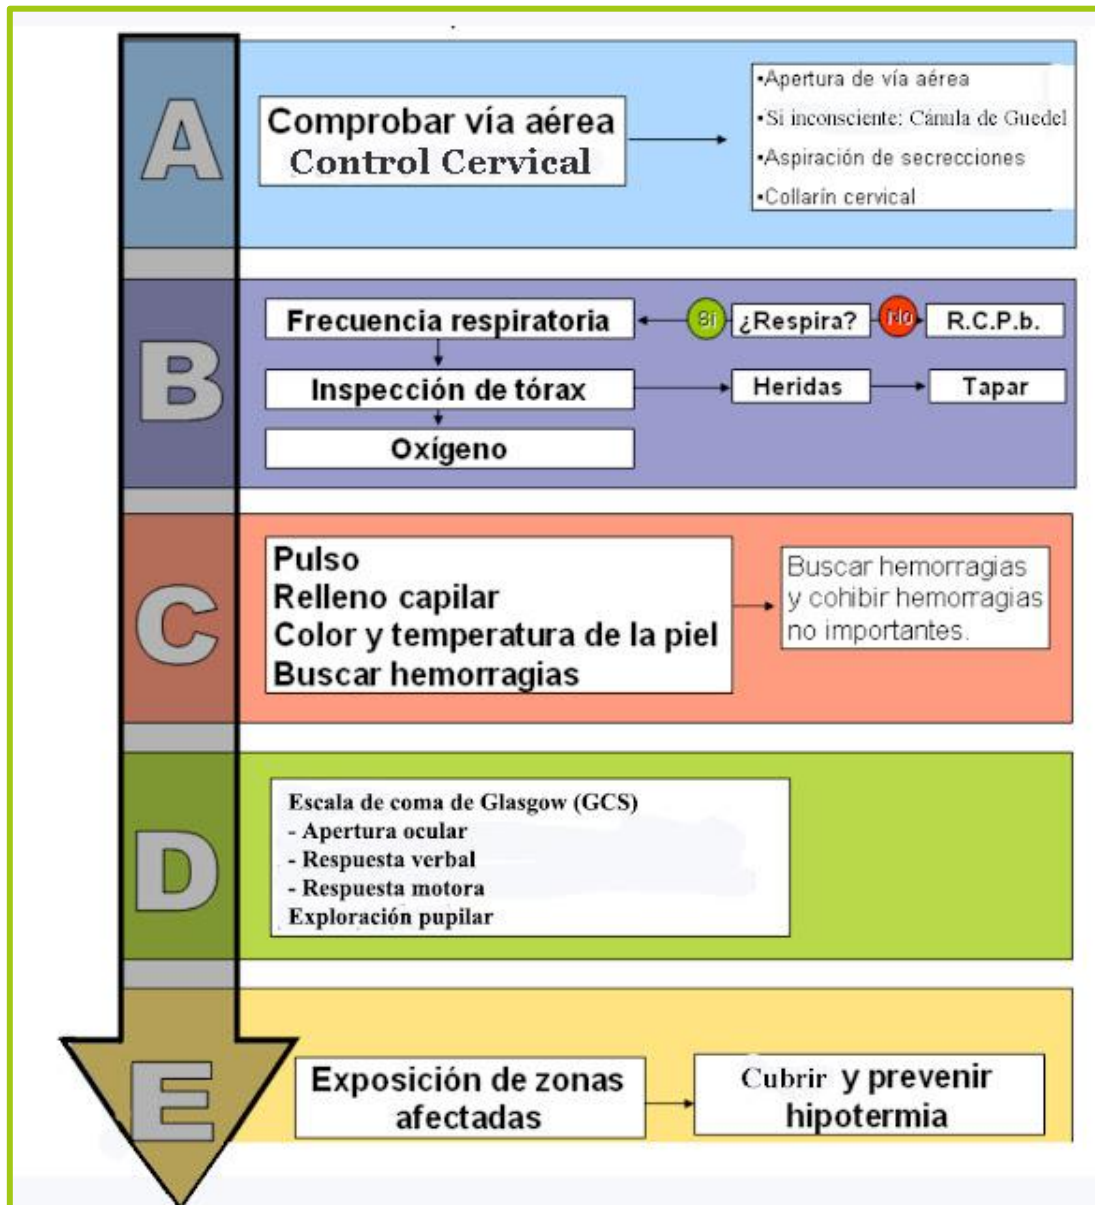 A
Comprobar vía aérea
Control Cervical
•Apertura de vía aérea
•Si inconsciente: Cánula de Guedel
•Aspiración de secrecciones
•Collarín cervical
B
Frecuencia respiratoria
Si
¿Respira?
No
R.C.P.b.
Inspección de tórax
Heridas
Tapar
Oxígeno
C
Pulso
Relleno capilar
Color y temperatura de la piel
Buscar hemorragias
Buscar hemorragias
y cohibir hemorragias
no importantes.
D
Escala de coma de Glasgow (GCS)
- Apertura ocular
- Respuesta verbal
- Respuesta motora
Exploración pupilar
E
Exposición de zonas
afectadas
Cubrir y prevenir
hipotermia